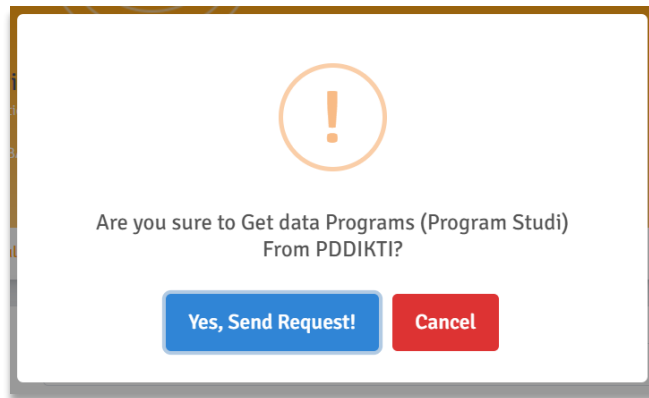 !
Are you sure to Get data Programs (Program Studi)
From PDDIKTI?
Yes, Send Request!
Cancel